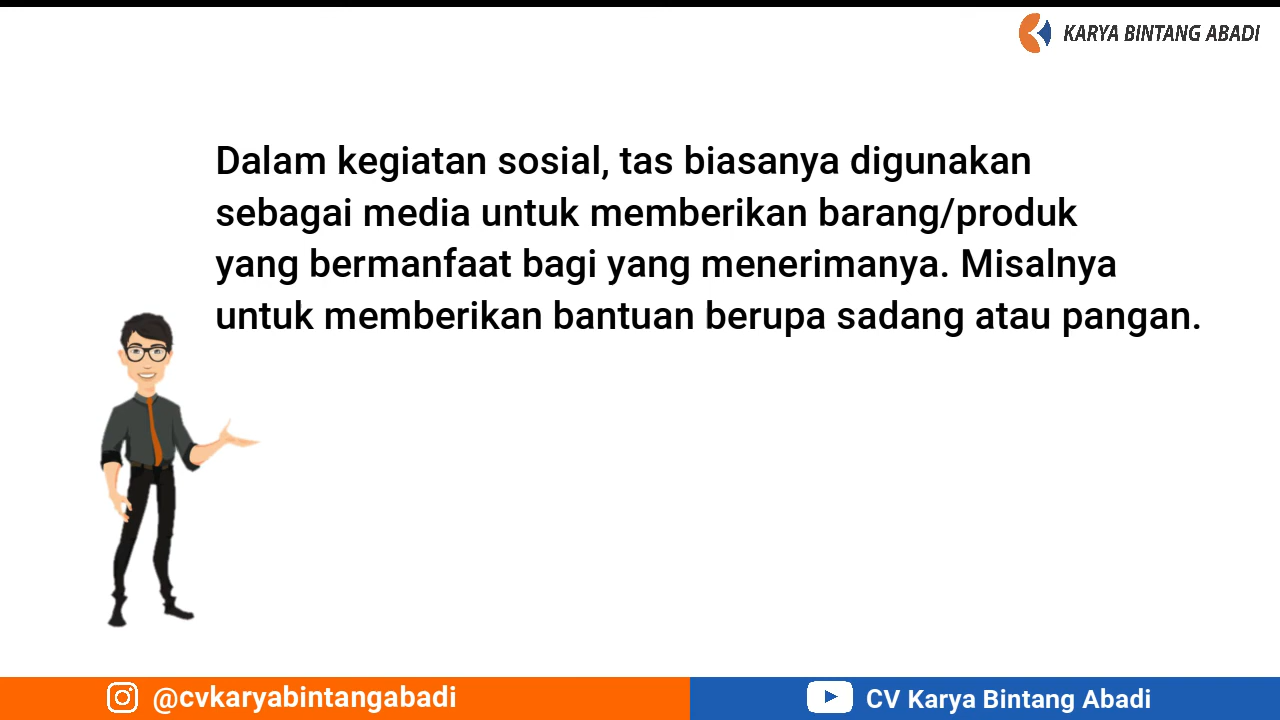 KARYA BINTANG ABADI
Dalam kegiatan sosial, tas biasanya digunakan
sebagai media untuk memberikan barang/produk
yang bermanfaat bagi yang menerimanya. Misalnya
untuk memberikan bantuan berupa sadang atau pangan.
@cvkaryabintangabadi
CV Karya Bintang Abadi